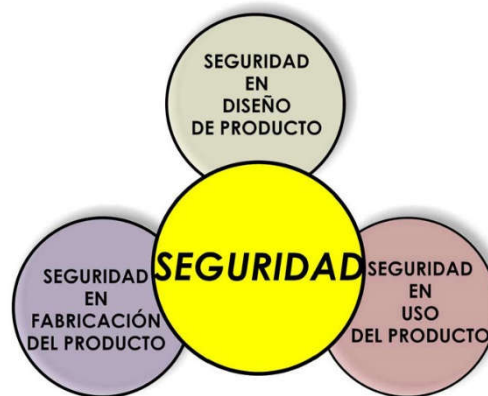 SEGURIDAD
EN
DISEÑO
DE PRODUCTO
SEGURIDAD
SEGURIDAD
EN
FABRICACIÓN
DEL PRODUCTO
SEGURIDAD
EN
USO
DEL PRODUCTO